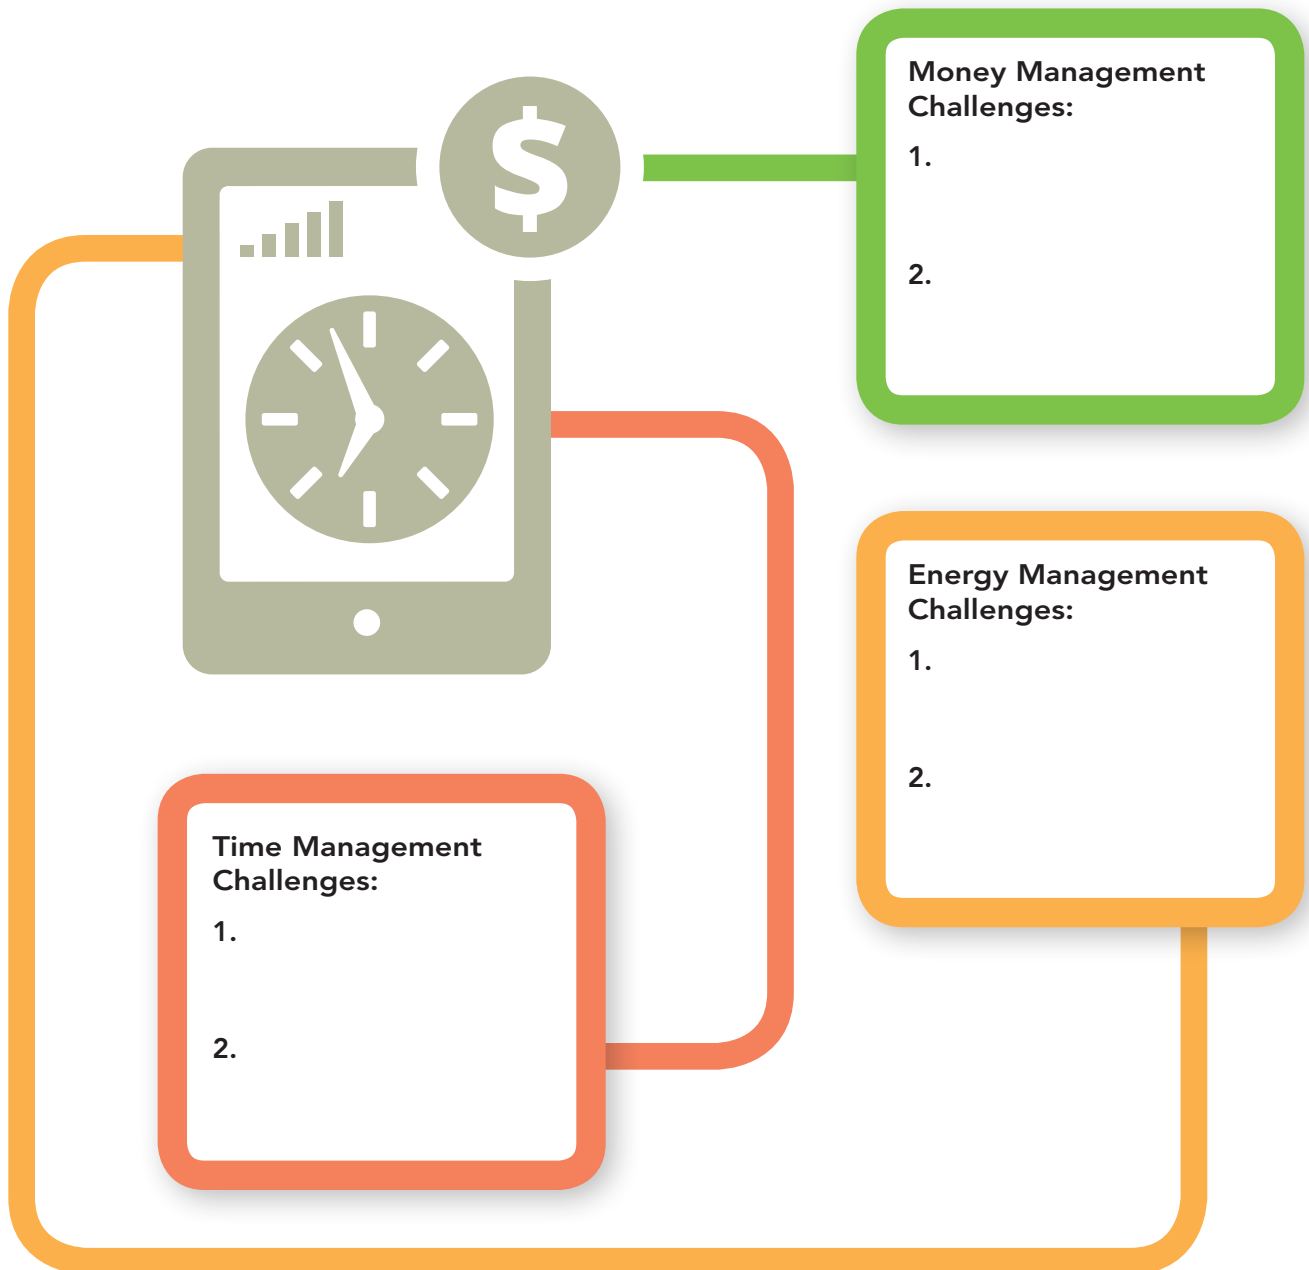 $
Money Management
Challenges:
1.
2.
Energy Management
Challenges:
1.
2.
Time Management
Challenges:
1.
2.